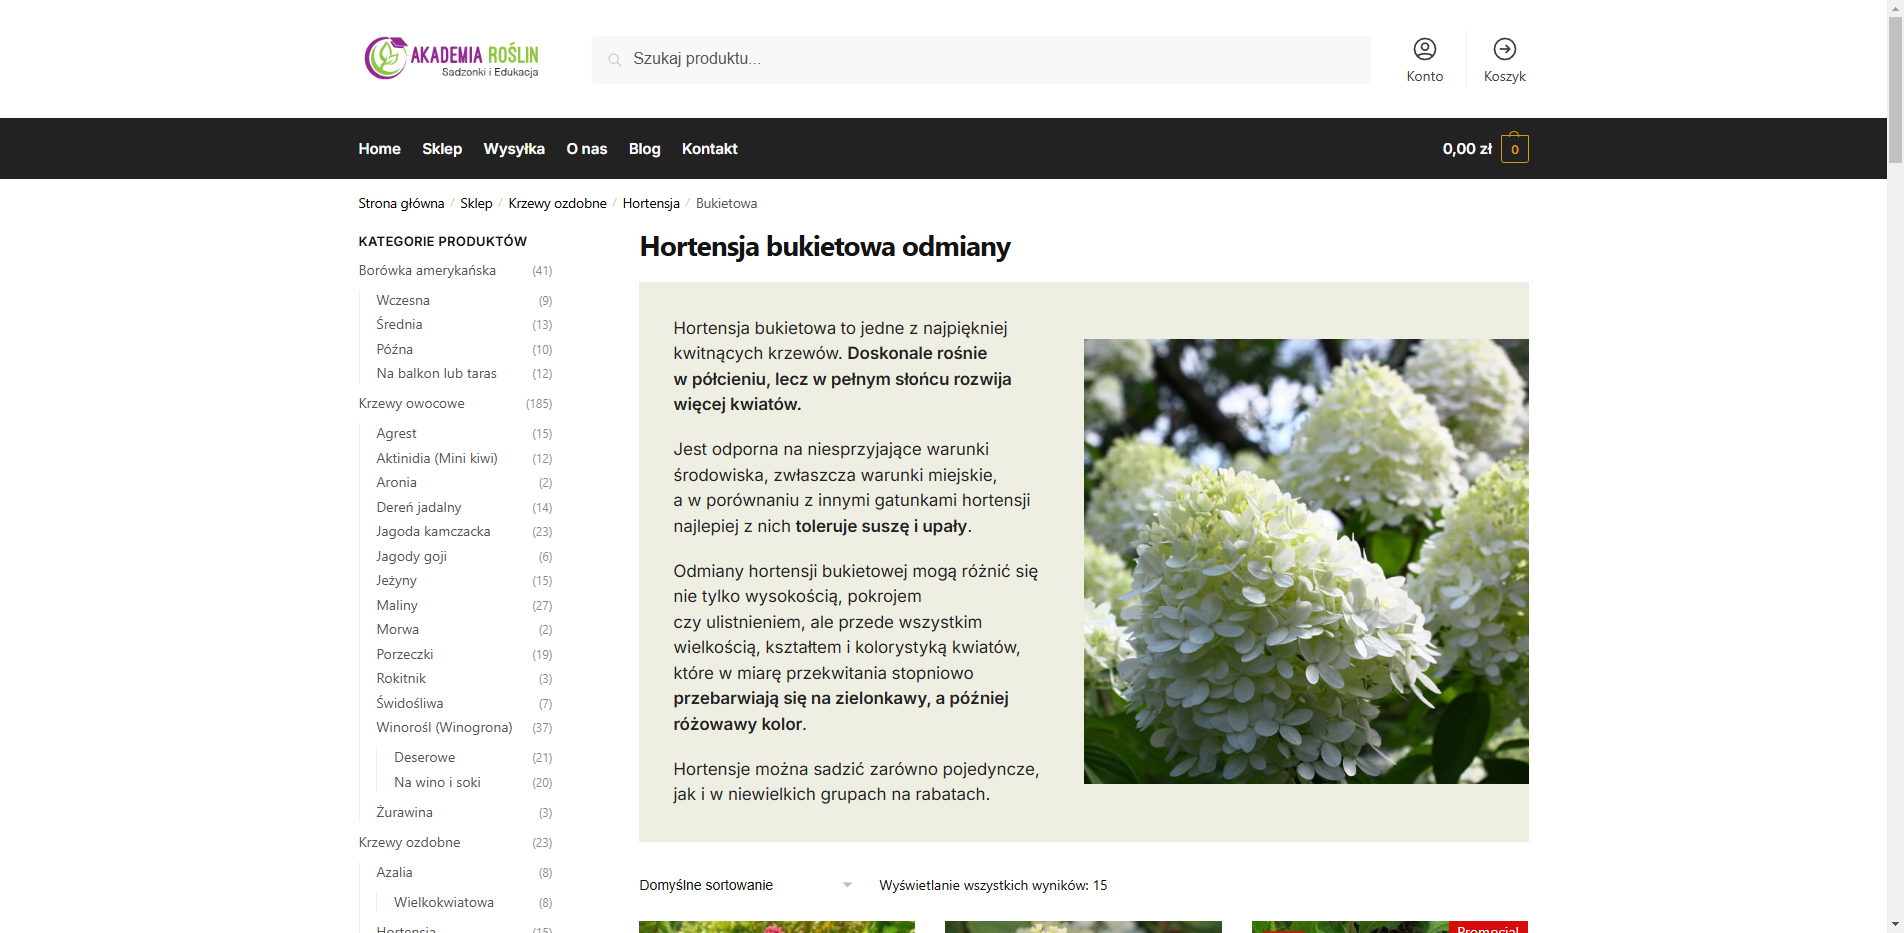 AKADEMIA ROŚLIN
Sadzonki i Edukacja
Szukaj produktu...
Konto
Koszyk
Home
Sklep
Wysyłka
O nas
Blog
Kontakt
0,00 zł 0
Strona główna / Sklep / Krzewy ozdobne / Hortensja / Bukietowa
KATEGORIE PRODUKTÓW
Borówka amerykańska (41)
Wczesna (9)
Średnia (13)
Późna (10)
Na balkon lub taras (12)
Krzewy owocowe (185)
Agrest (15)
Aktinidia (Mini kiwi) (12)
Aronia (2)
Dereń jadalny (14)
Jagoda kamczacka (23)
Jagody goji (6)
Jeżyny (15)
Maliny (27)
Morwa (2)
Porzeczki (19)
Rokitnik (3)
Świdośliwa (7)
Winorośl (Winogrona) (37)
Deserowe (21)
Na wino i soki (20)
Żurawina (3)
Krzewy ozdobne (23)
Azalia (8)
Wielkokwiatowa (8)
Hortensja (15)
Hortensja bukietowa odmiany
Hortensja bukietowa to jedne z najpiękniej
kwitnących krzewów. Doskonale rośnie
w półcieniu, lecz w pełnym słońcu rozwija
więcej kwiatów.
Jest odporna na niesprzyjające warunki
środowiska, zwłaszcza warunki miejskie,
a w porównaniu z innymi gatunkami hortensji
najlepiej z nich toleruje suszę i upały.
Odmiany hortensji bukietowej mogą różnić się
nie tylko wysokością, pokrojem
czy ulistnieniem, ale przede wszystkim
wielkością, kształtem i kolorystyką kwiatów,
które w miarę przekwitania stopniowo
przebarwiają się na zielonkawy, a później
różowawy kolor.
Hortensje można sadzić zarówno pojedyncze,
jak i w niewielkich grupach na rabatach.
Domyślne sortowanie
Wyświetlanie wszystkich wyników: 15
Promocja!